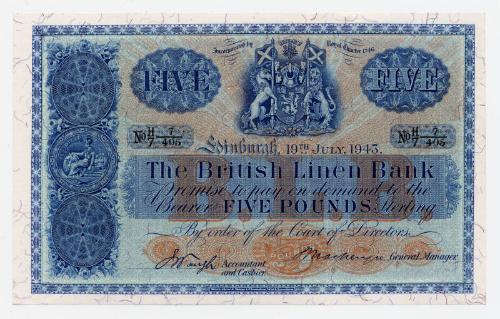 Incorporated by Royal Charter 1746
FIVE FIVE
No H/7 7/405 No H/7 7/405
Edinburgh, 19TH JULY, 1943.
The British Linen Bank
Promise to pay on demand to the
Bearer FIVE POUNDS Sterling
By order of the Court of Directors.
Accountant and Cashier.
General Manager